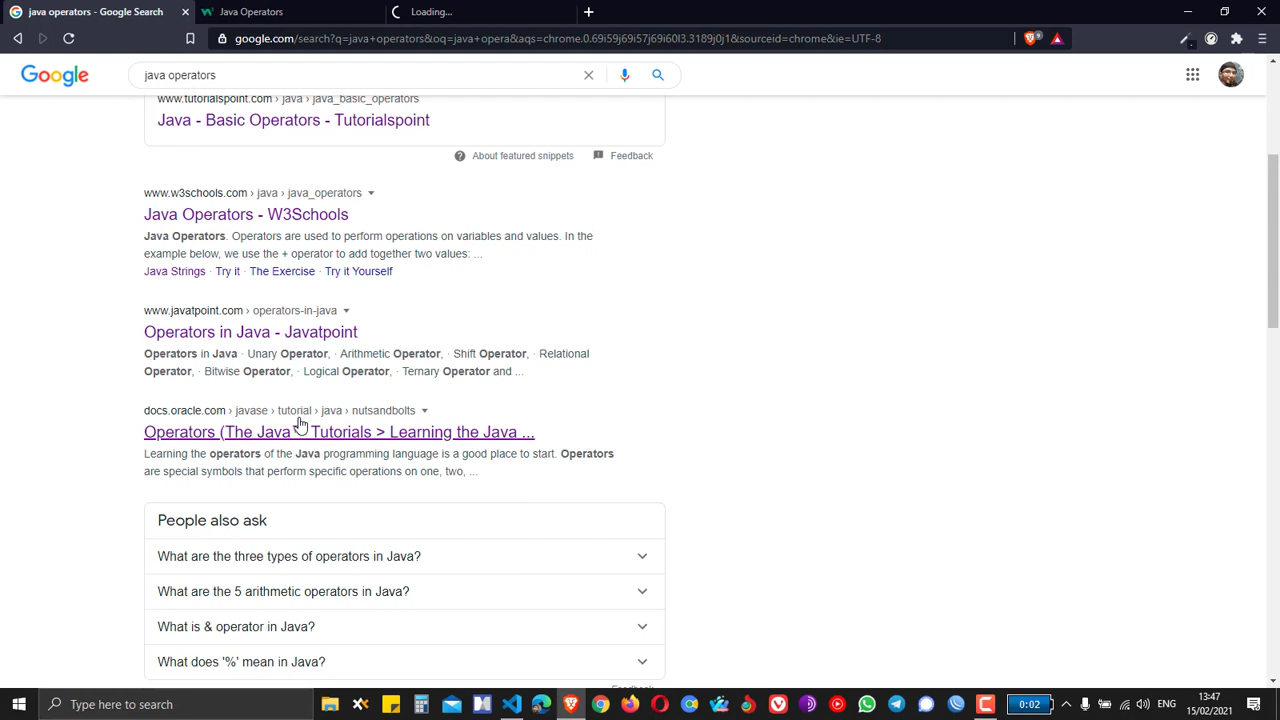 java operators - Google Search
Java Operators
Loading...
google.com/search?q=java+operators&oq=java+opera&aqs=chrome.0.69i59j69i57j69i60l3.3189j0j1&sourceid=chrome&ie=UTF-8
Google
java operators
www.tutorialspoint.com › java › java_basic_operators
Java - Basic Operators - Tutorialspoint
About featured snippets
Feedback
www.w3schools.com › java › java_operators
Java Operators - W3Schools
Java Operators. Operators are used to perform operations on variables and values. In the
example below, we use the + operator to add together two values: ...
Java Strings · Try it · The Exercise · Try it Yourself
www.javatpoint.com › operators-in-java
Operators in Java - Javatpoint
Operators in Java · Unary Operator, · Arithmetic Operator, · Shift Operator, · Relational
Operator, · Bitwise Operator, · Logical Operator, · Ternary Operator and ...
docs.oracle.com › javase › tutorial › java › nutsandbolts
Operators (The Java Tutorials > Learning the Java ...
Learning the operators of the Java programming language is a good place to start. Operators
are special symbols that perform specific operations on one, two, ...
People also ask
What are the three types of operators in Java?
What are the 5 arithmetic operators in Java?
What is & operator in Java?
What does '%' mean in Java?
Type here to search
0:02
ENG
13:47
15/02/2021